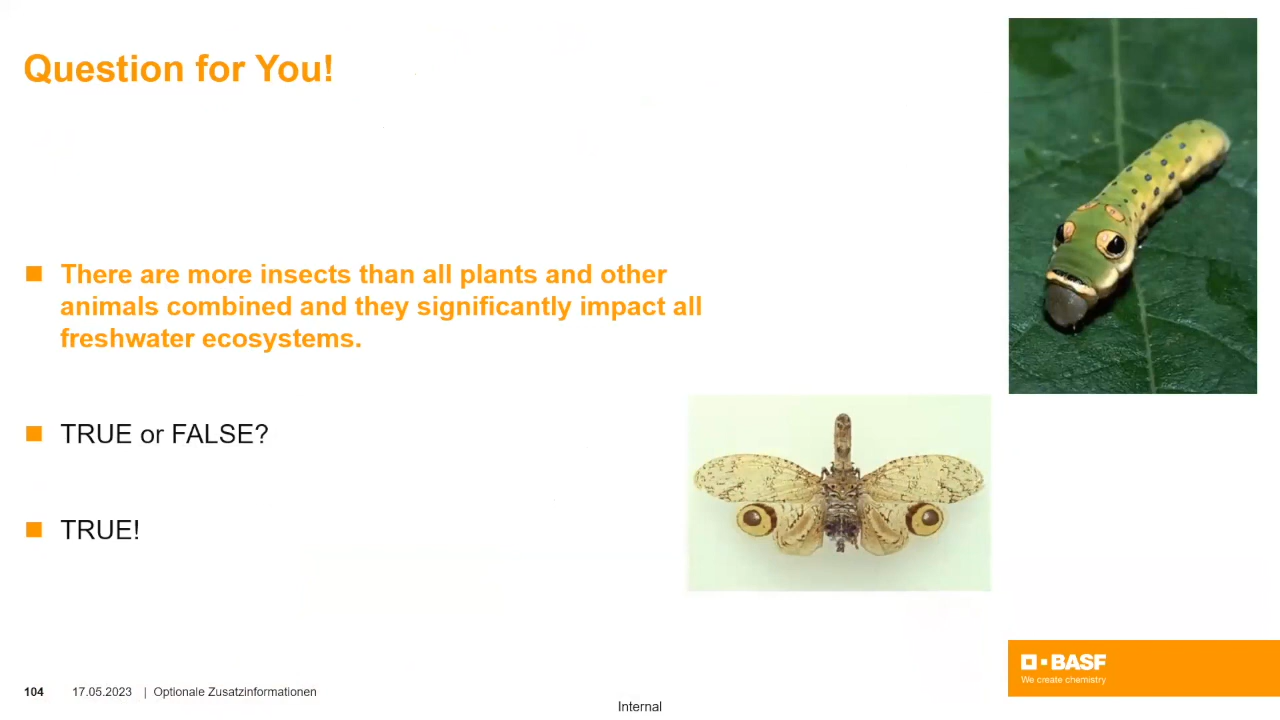 Question for You!
There are more insects than all plants and other
animals combined and they significantly impact all
freshwater ecosystems.
TRUE or FALSE?
TRUE!
BASF
We create chemistry
104 17.05.2023 | Optionale Zusatzinformationen
Internal